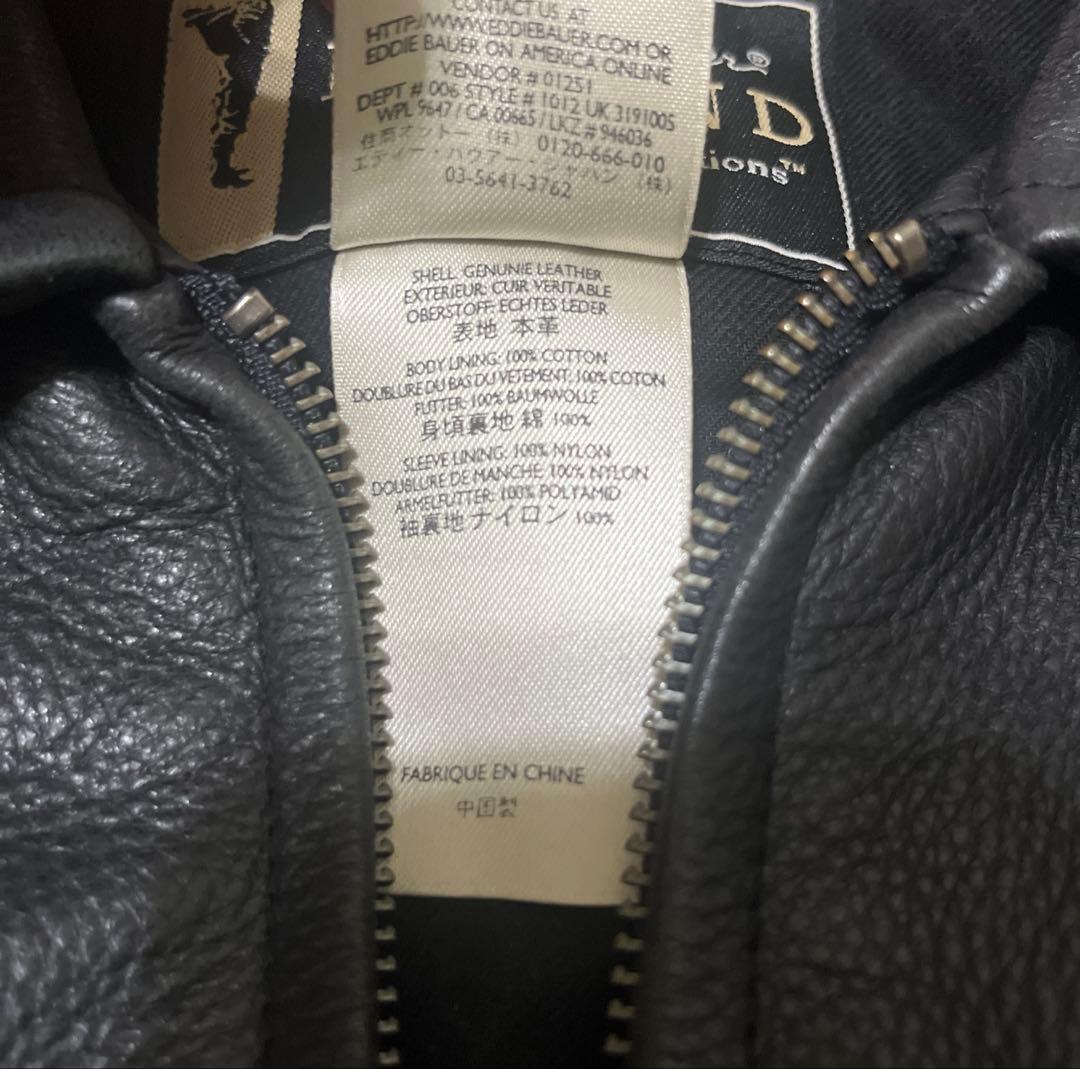 CONTACT US AT
HTTP://WWW.EDDIEBAUER.COM OR
EDDIE BAUER ON AMERICA ONLINE
VENDOR # 01251
DEPT # 006 STYLE # 1012 UK 3191005
WPL 9647 / CA 00665 / LKZ # 946036
住商オットー (株) 0120-666-010
エディー・バウアー・ジャパン (株)
03-5641-3762
ND
ions™
SHELL: GENUNIE LEATHER
EXTERIEUR: CUIR VERITABLE
OBERSTOFF: ECHTES LEDER
表地 本革
BODY LINING: 100% COTTON
DOUBLURE DU BAS DU VETEMENT: 100% COTON
FUTTER: 100% BAUMWOLLE
身頃裏地 綿 100%
SLEEVE LINING: 100% NYLON
DOUBLURE DE MANCHE: 100% NYLON
ARMELFUTTER: 100% POLYAMID
袖裏地 ナイロン 100%
FABRIQUE EN CHINE
中国製